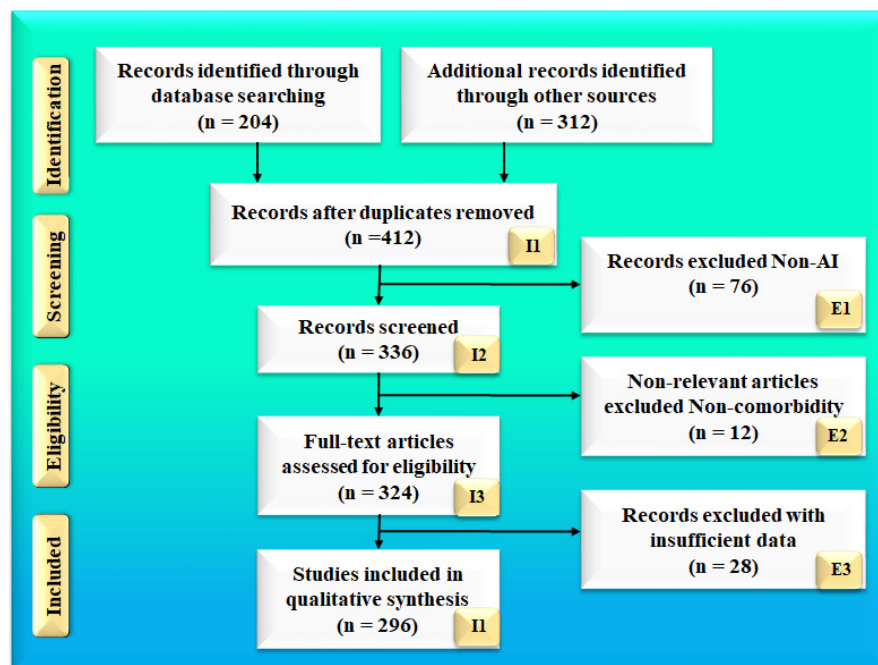 Identification
Records identified through
database searching
(n = 204)
Additional records identified
through other sources
(n = 312)
Records after duplicates removed
(n =412)
I1
Screening
Records excluded Non-AI
(n = 76)
E1
Records screened
(n = 336)
I2
Eligibility
Non-relevant articles
excluded Non-comorbidity
(n = 12)
E2
Full-text articles
assessed for eligibility
(n = 324)
I3
Included
Records excluded with
insufficient data
(n = 28)
E3
Studies included in
qualitative synthesis
(n = 296)
I1